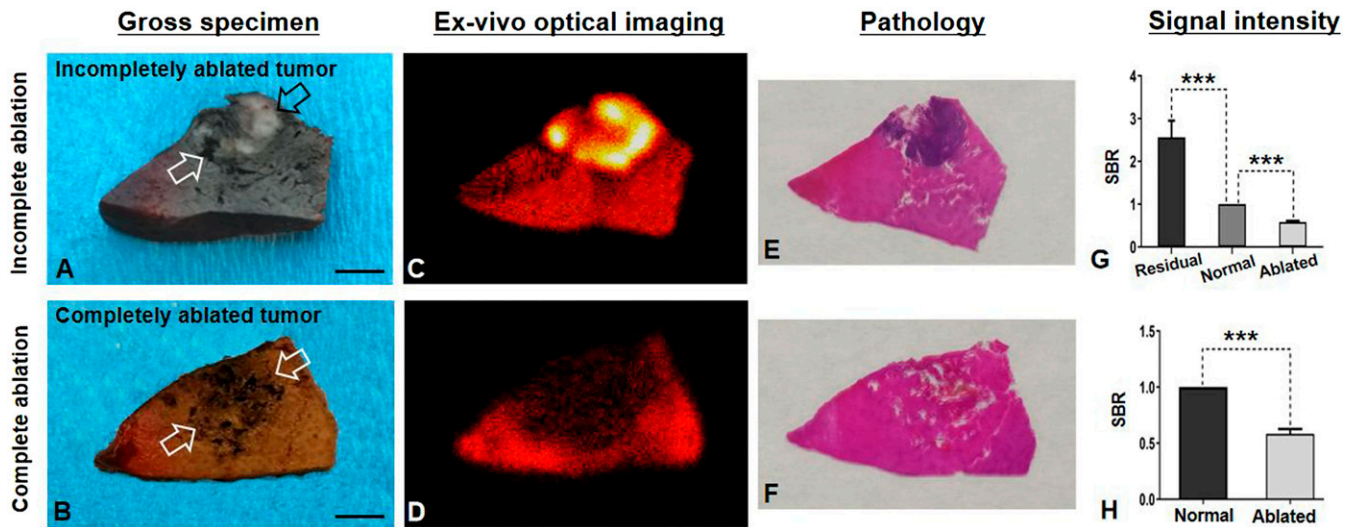 Gross specimen
Ex-vivo optical imaging
Pathology
Signal intensity
Incomplete ablation
Incompletely ablated tumor
A
C
E
G
SBR
4
3
2
1
0
***
***
Residual
Normal
Ablated
Complete ablation
Completely ablated tumor
B
D
F
H
SBR
1.5
1.0
0.5
0.0
***
Normal
Ablated